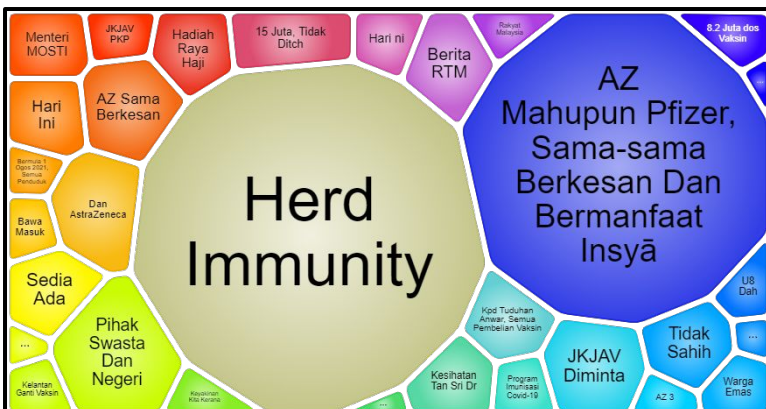 Menteri
MOSTI
JKJAV
PKP
Hadiah
Raya
Haji
15 Juta, Tidak
Ditch
Hari ni
Berita
RTM
Rakyat
Malaysia
8.2 Juta dos
Vaksin
...
Hari
Ini
AZ Sama
Berkesan
AZ
Mahupun Pfizer,
Sama-sama
Berkesan Dan
Bermanfaat
Insyā
Herd
Immunity
Bermula 1
Ogos 2021,
Semua
Penduduk
Dan
AstraZeneca
Bawa
Masuk
Sedia
Ada
...
Pihak
Swasta
Dan
Negeri
Kelantan
Ganti Vaksin
Keyakinan
Kita Kerana
...
Kesihatan
Tan Sri Dr
Kpd Tuduhan
Anwar, Semua
Pembelian Vaksin
Program
Imunisasi
Covid-19
JKJAV
Diminta
Tidak
Sahih
U8
Dah
...
AZ 3
Warga
Emas